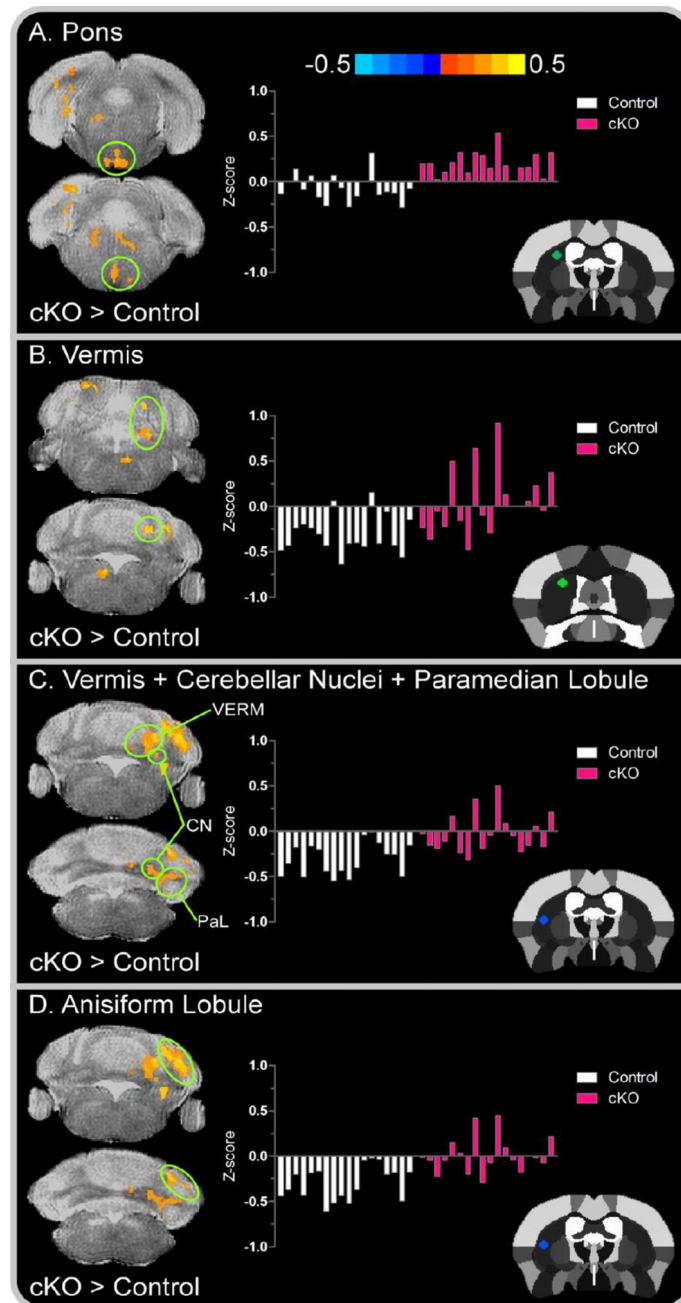 A. Pons
-0.5 0.5
1.0
0.5
0.0
-0.5
-1.0
Z-score
Control
cKO
cKO > Control
B. Vermis
1.0
0.5
0.0
-0.5
-1.0
Z-score
Control
cKO
cKO > Control
C. Vermis + Cerebellar Nuclei + Paramedian Lobule
VERM
CN
PaL
1.0
0.5
0.0
-0.5
-1.0
Z-score
Control
cKO
cKO > Control
D. Anisiform Lobule
1.0
0.5
0.0
-0.5
-1.0
Z-score
Control
cKO
cKO > Control